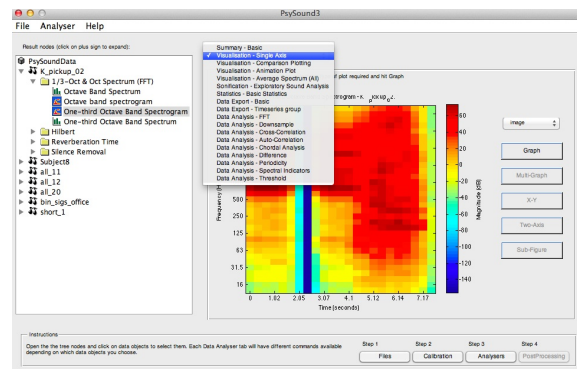 PsySound3
File Analyser Help
Result nodes (click on plus sign to expand):
PsySoundData
K_pickup_02
1/3-Oct & Oct Spectrum (FFT)
Octave Band Spectrum
Octave band spectrogram
One-third Octave Band Spectrogram
One-third Octave Band Spectrum
Hilbert
Reverberation Time
Silence Removal
Subject8
all_11
all_12
all_20
bin_sigs_office
short_1
Summary - Basic
✓ Visualisation - Single Axis
Visualisation - Comparison Plotting
Visualisation - Animation Plot
Visualisation - Average Spectrum (All)
Sonification - Exploratory Sound Analysis
Statistics - Basic Statistics
Data Export - Basic
Data Export - Timeseries group
Data Analysis - FFT
Data Analysis - Downsample
Data Analysis - Cross-Correlation
Data Analysis - Auto-Correlation
Data Analysis - Chordal Analysis
Data Analysis - Difference
Data Analysis - Periodicity
Data Analysis - Spectral Indicators
Data Analysis - Threshold
of plot required and hit Graph
500
250
125
63
31.5
16
0 1.02 2.05 3.07 4.1 5.12 6.14 7.17
Time (seconds)
60
40
20
0
-20
-40
-60
-80
-100
-120
-140
Magnitude (dB)
image
Graph
Multi-Graph
X-Y
Two-Axis
Sub-Figure
Instructions
Open the the tree nodes and click on data objects to select them. Each Data Analyser tab will have different commands available
depending on which data objects you choose.
Step 1 Step 2 Step 3 Step 4
Files Calibration Analysers PostProcessing